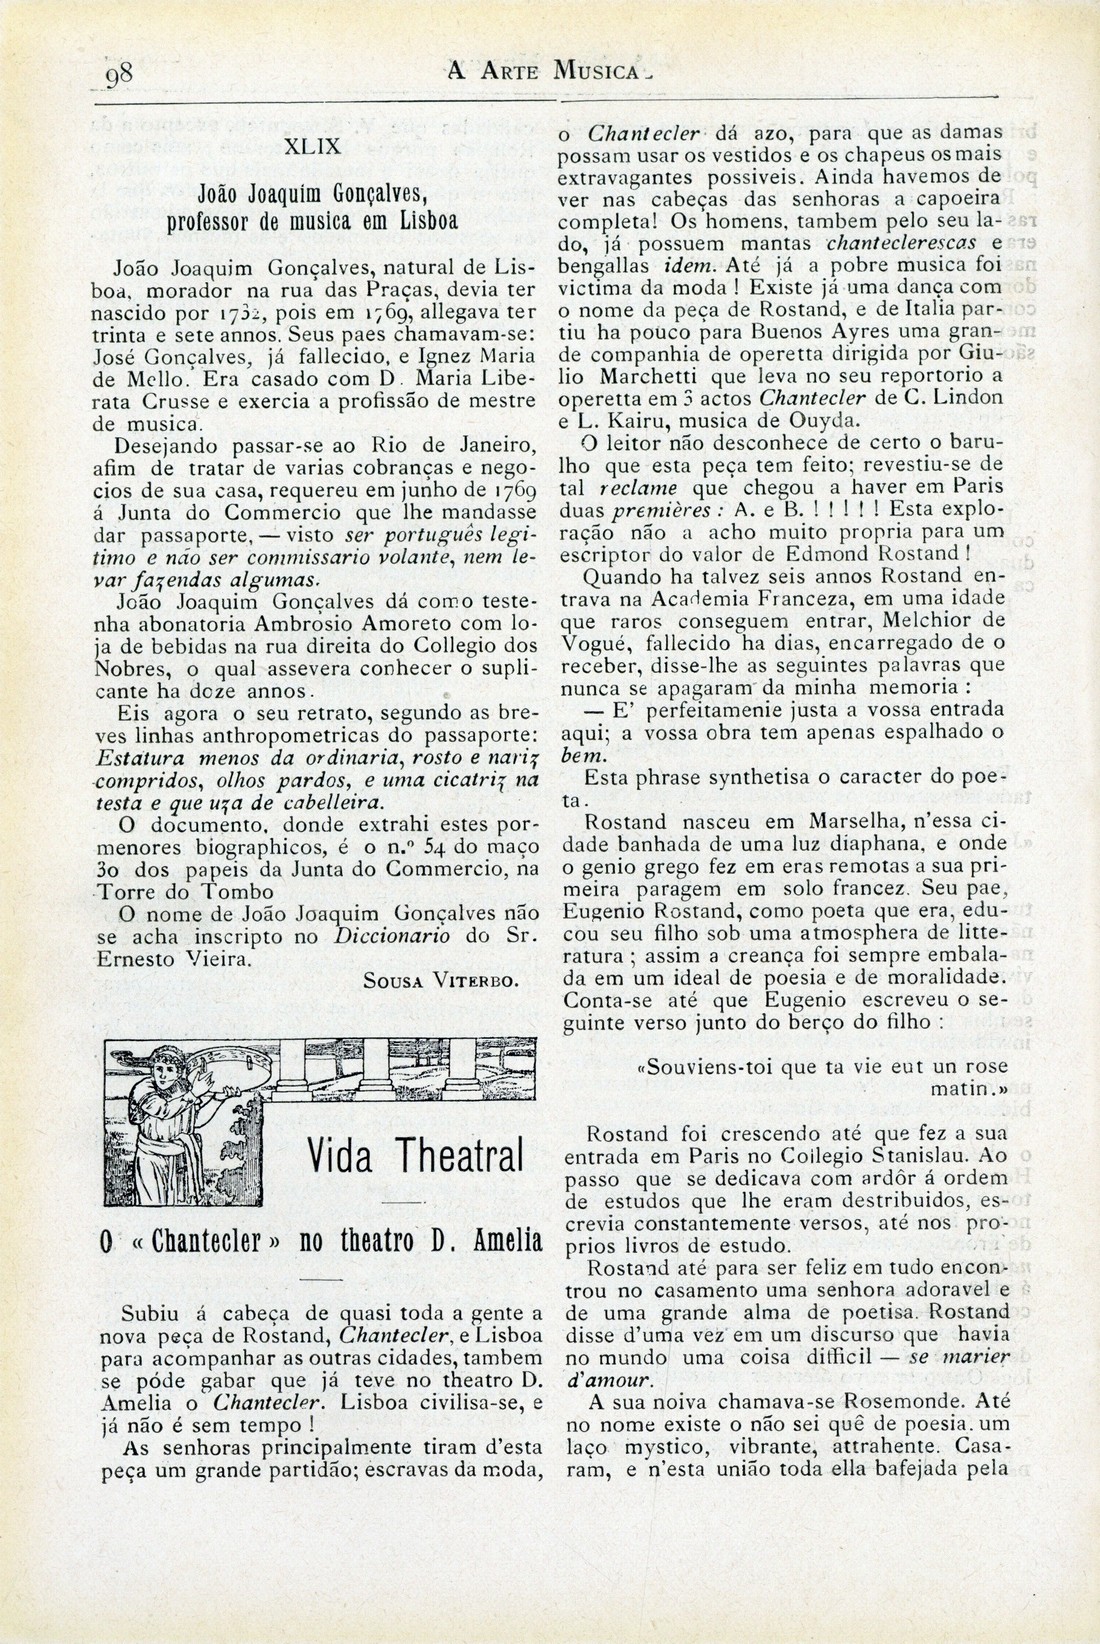 98
A Arte Musical
XLIX
João Joaquim Gonçalves,
professor de musica em Lisboa
João Joaquim Gonçalves, natural de Lis-
boa, morador na rua das Praças, devia ter
nascido por 1732, pois em 1769, allegava ter
trinta e sete annos. Seus paes chamavam-se:
José Gonçalves, já fallecido, e Ignez Maria
de Mello. Era casado com D. Maria Libe-
rata Crusse e exercia a profissão de mestre
de musica.
Desejando passar-se ao Rio de Janeiro,
afim de tratar de varias cobranças e nego-
cios de sua casa, requereu em junho de 1769
á Junta do Commercio que lhe mandasse
dar passaporte, — visto ser português legi-
timo e não ser commissario volante, nem le-
var fazendas algumas.
João Joaquim Gonçalves dá como teste-
nha abonatoria Ambrosio Amoreto com lo-
ja de bebidas na rua direita do Collegio dos
Nobres, o qual assevera conhecer o supli-
cante ha doze annos.
Eis agora o seu retrato, segundo as bre-
ves linhas anthropometricas do passaporte:
Estatura menos da ordinaria, rosto e nariz
compridos, olhos pardos, e uma cicatriz na
testa e que uza de cabelleira.
O documento, donde extrahi estes por-
menores biographicos, é o n.º 54 do maço
30 dos papeis da Junta do Commercio, na
Torre do Tombo
O nome de João Joaquim Gonçalves não
se acha inscripto no Diccionario do Sr.
Ernesto Vieira.
Sousa Viterbo.
Vida Theatral
O « Chantecler » no theatro D. Amelia
Subiu á cabeça de quasi toda a gente a
nova peça de Rostand, Chantecler, e Lisboa
para acompanhar as outras cidades, tambem
se póde gabar que já teve no theatro D.
Amelia o Chantecler. Lisboa civilisa-se, e
já não é sem tempo !
As senhoras principalmente tiram d'esta
peça um grande partidão; escravas da moda,
o Chantecler dá azo, para que as damas
possam usar os vestidos e os chapeus os mais
extravagantes possiveis. Ainda havemos de
ver nas cabeças das senhoras a capoeira
completa! Os homens, tambem pelo seu la-
do, já possuem mantas chanteclerescas e
bengallas idem. Até já a pobre musica foi
victima da moda ! Existe já uma dança com
o nome da peça de Rostand, e de Italia par-
tiu ha pouco para Buenos Ayres uma gran-
de companhia de operetta dirigida por Giu-
lio Marchetti que leva no seu reportorio a
operetta em 3 actos Chantecler de C. Lindon
e L. Kairu, musica de Ouyda.
O leitor não desconhece de certo o baru-
lho que esta peça tem feito; revestiu-se de
tal reclame que chegou a haver em Paris
duas premières : A. e B. ! ! ! ! ! Esta explo-
ração não a acho muito propria para um
escriptor do valor de Edmond Rostand !
Quando ha talvez seis annos Rostand en-
trava na Academia Franceza, em uma idade
que raros conseguem entrar, Melchior de
Vogué, fallecido ha dias, encarregado de o
receber, disse-lhe as seguintes palavras que
nunca se apagaram da minha memoria :
— E' perfeitamenie justa a vossa entrada
aqui; a vossa obra tem apenas espalhado o
bem.
Esta phrase synthetisa o caracter do poe-
ta.
Rostand nasceu em Marselha, n'essa ci-
dade banhada de uma luz diaphana, e onde
o genio grego fez em eras remotas a sua pri-
meira paragem em solo francez. Seu pae,
Eugenio Rostand, como poeta que era, edu-
cou seu filho sob uma atmosphera de litte-
ratura ; assim a creança foi sempre embala-
da em um ideal de poesia e de moralidade.
Conta-se até que Eugenio escreveu o se-
guinte verso junto do berço do filho :
«Souviens-toi que ta vie eut un rose
matin.»
Rostand foi crescendo até que fez a sua
entrada em Paris no Collegio Stanislau. Ao
passo que se dedicava com ardôr á ordem
de estudos que lhe eram destribuidos, es-
crevia constantemente versos, até nos pro-
prios livros de estudo.
Rostand até para ser feliz em tudo encon-
trou no casamento uma senhora adoravel e
de uma grande alma de poetisa. Rostand
disse d'uma vez em um discurso que havia
no mundo uma coisa difficil — se marier
d'amour.
A sua noiva chamava-se Rosemonde. Até
no nome existe o não sei quê de poesia. um
laço mystico, vibrante, attrahente. Casa-
ram, e n'esta união toda ella bafejada pela